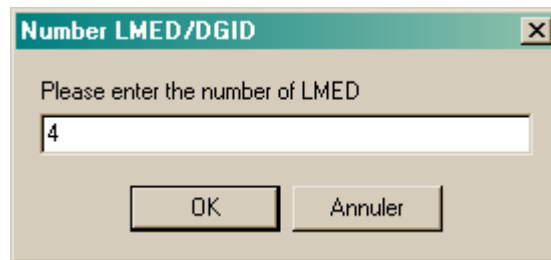 Number LMED/DGID
Please enter the number of LMED
4
OK
Annuler